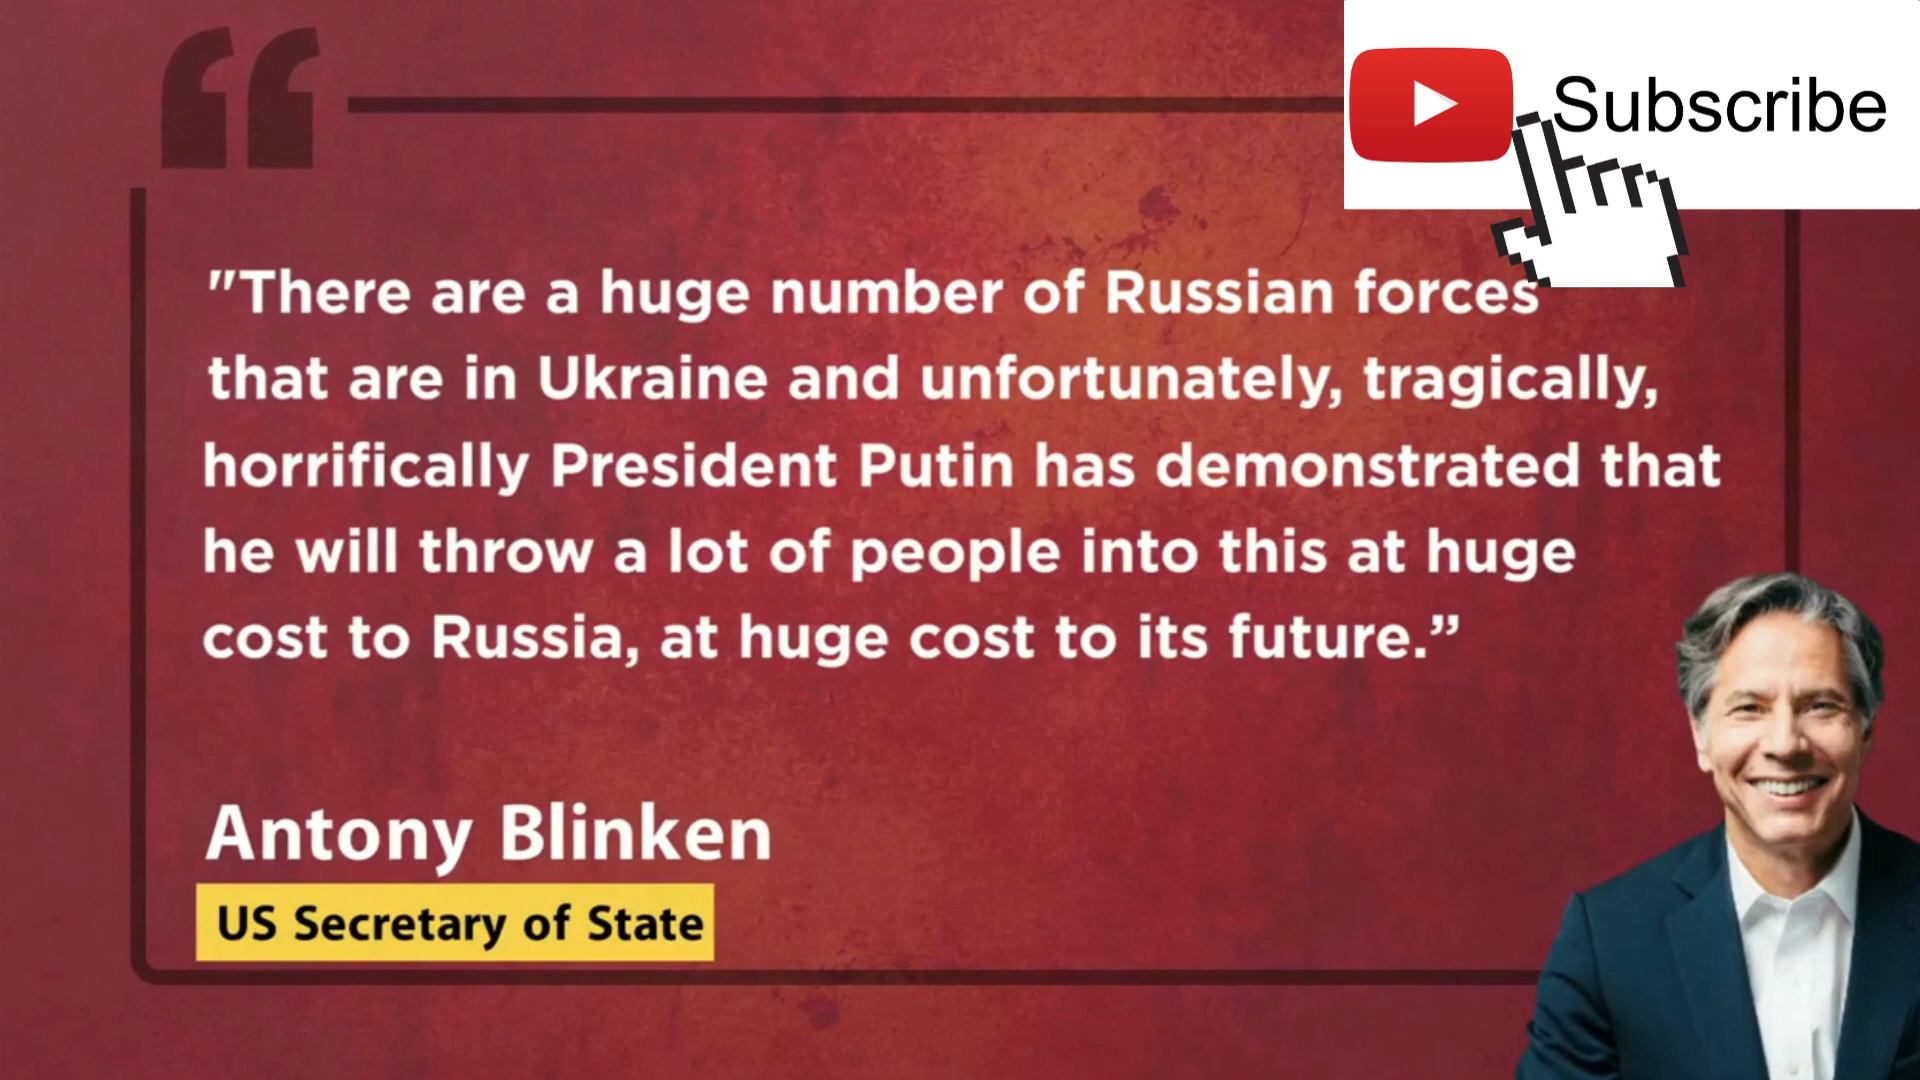 Subscribe
"There are a huge number of Russian forces
that are in Ukraine and unfortunately, tragically,
horrifically President Putin has demonstrated that
he will throw a lot of people into this at huge
cost to Russia, at huge cost to its future.”
Antony Blinken
US Secretary of State